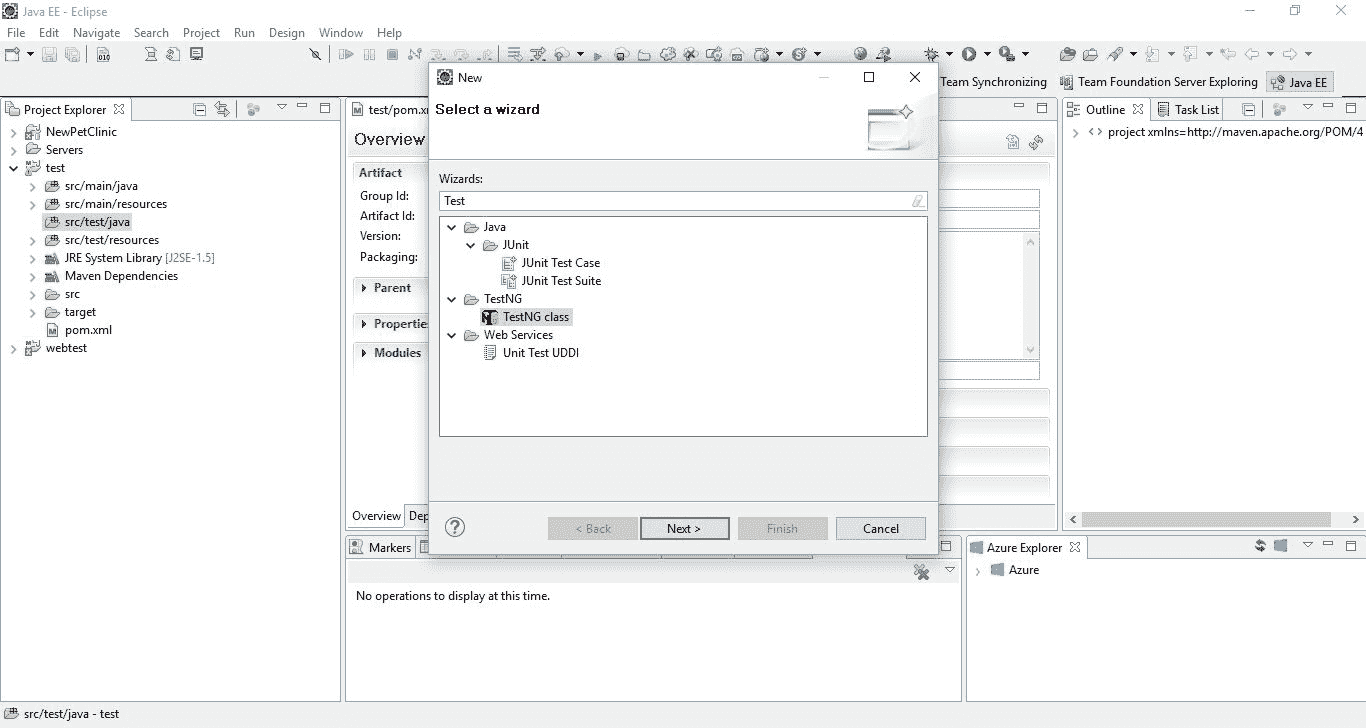 Java EE - Eclipse
File Edit Navigate Search Project Run Design Window Help
Team Synchronizing Team Foundation Server Exploring Java EE
Project Explorer
NewPetClinic
Servers
test
src/main/java
src/main/resources
src/test/java
src/test/resources
JRE System Library [J2SE-1.5]
Maven Dependencies
src
target
pom.xml
webtest
test/pom.x
Overview
Artifact
Group Id:
Artifact Id:
Version:
Packaging:
Parent
Propertie
Modules
Overview Dep
New
Select a wizard
Wizards:
Test
Java
JUnit
JUnit Test Case
JUnit Test Suite
TestNG
TestNG class
Web Services
Unit Test UDDI
< Back Next > Finish Cancel
Outline Task List
project xmlns=http://maven.apache.org/POM/4
Markers
No operations to display at this time.
Azure Explorer
Azure
src/test/java - test